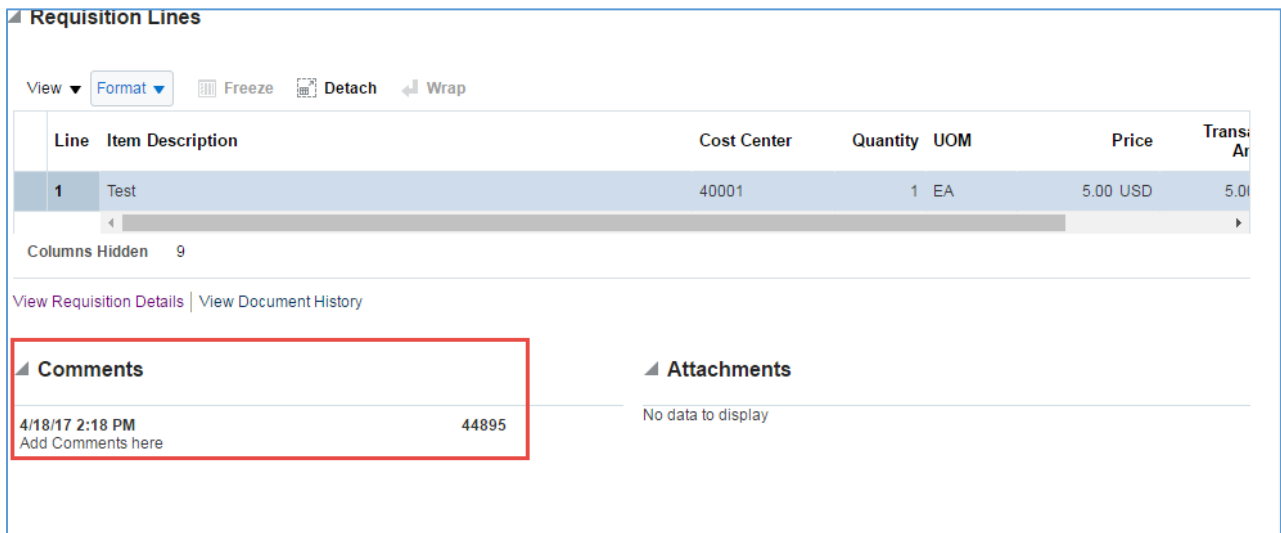 Requisition Lines
View Format Freeze Detach Wrap
Line Item Description Cost Center Quantity UOM Price
1 Test 40001 1 EA 5.00 USD
Columns Hidden 9
View Requisition Details View Document History
Comments
4/18/17 2:18 PM 44895
Add Comments here
Attachments
No data to display